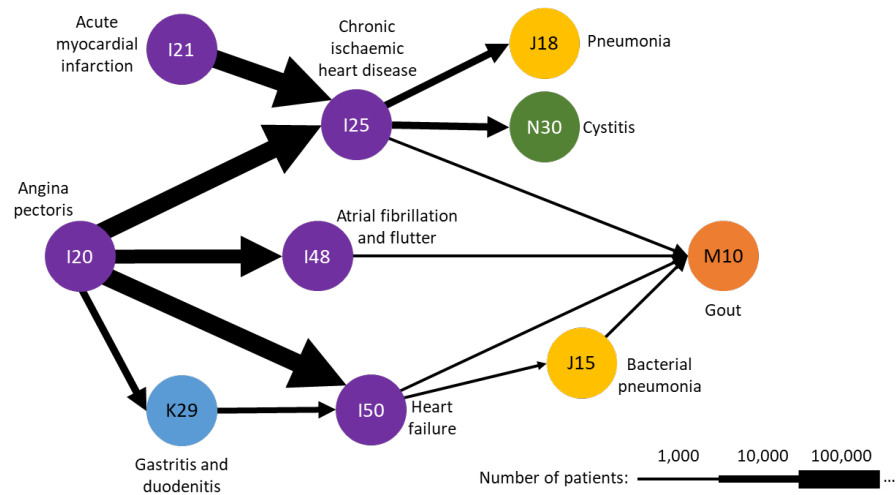 Acute
myocardial
infarction
I21
Chronic
ischaemic
heart disease
I25
J18
Pneumonia
N30
Cystitis
Angina
pectoris
I20
Atrial fibrillation
and flutter
I48
M10
Gout
J15
Bacterial
pneumonia
K29
Gastritis and
duodenitis
I50
Heart
failure
1,000 10,000 100,000
Number of patients: ...